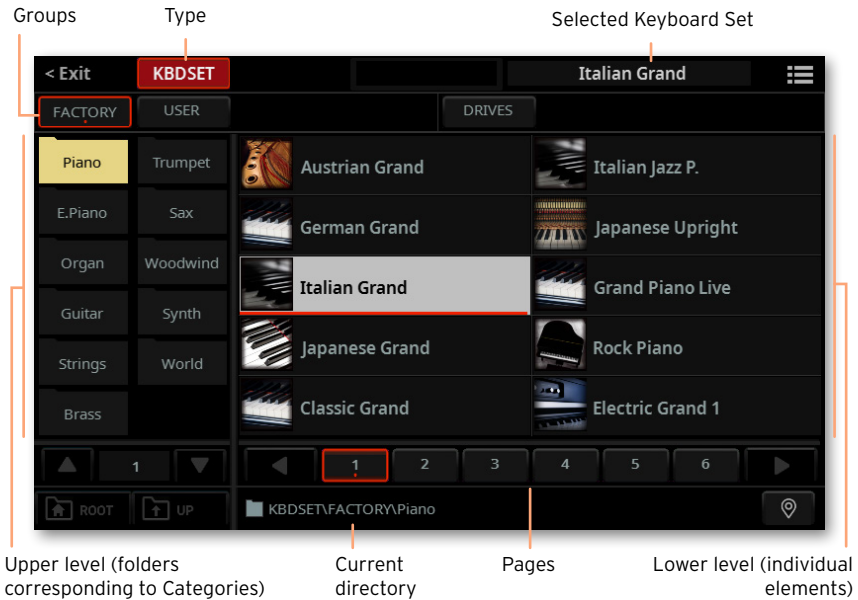 Groups
Type
Selected Keyboard Set
< Exit
KBDSET
Italian Grand
FACTORY
USER
DRIVES
Piano
Trumpet
E.Piano
Sax
Organ
Woodwind
Guitar
Synth
Strings
World
Brass
Austrian Grand
Italian Jazz P.
German Grand
Japanese Upright
Italian Grand
Grand Piano Live
Japanese Grand
Rock Piano
Classic Grand
Electric Grand 1
1
1
2
3
4
5
6
ROOT
UP
KBDSET\FACTORY\Piano
Upper level (folders
corresponding to Categories)
Current
directory
Pages
Lower level (individual
elements)